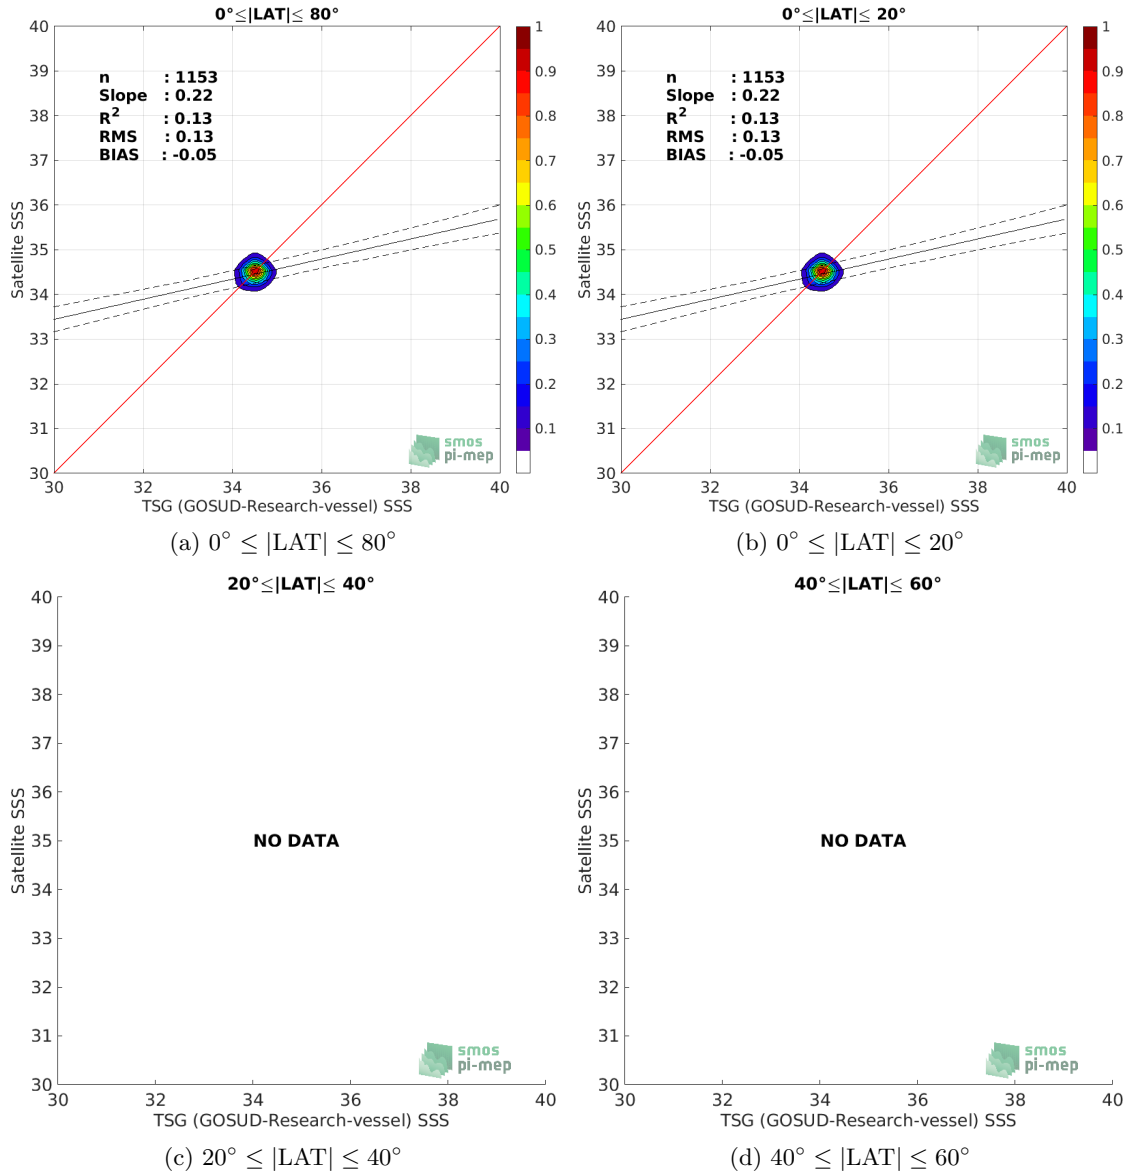 0°≤|LAT|≤ 80°
40
39
38
37
36
35
34
33
32
31
30
Satellite SSS
n : 1153
Slope : 0.22
R² : 0.13
RMS : 0.13
BIAS : -0.05
smos
pi-mep
30 32 34 36 38 40
TSG (GOSUD-Research-vessel) SSS
1
0.9
0.8
0.7
0.6
0.5
0.4
0.3
0.2
0.1
(a) 0° ≤ |LAT| ≤ 80°
0°≤|LAT|≤ 20°
40
39
38
37
36
35
34
33
32
31
30
Satellite SSS
n : 1153
Slope : 0.22
R² : 0.13
RMS : 0.13
BIAS : -0.05
smos
pi-mep
30 32 34 36 38 40
TSG (GOSUD-Research-vessel) SSS
1
0.9
0.8
0.7
0.6
0.5
0.4
0.3
0.2
0.1
(b) 0° ≤ |LAT| ≤ 20°
20°≤|LAT|≤ 40°
40
39
38
37
36
35
34
33
32
31
30
Satellite SSS
NO DATA
smos
pi-mep
30 32 34 36 38 40
TSG (GOSUD-Research-vessel) SSS
(c) 20° ≤ |LAT| ≤ 40°
40°≤|LAT|≤ 60°
40
39
38
37
36
35
34
33
32
31
30
Satellite SSS
NO DATA
smos
pi-mep
30 32 34 36 38 40
TSG (GOSUD-Research-vessel) SSS
(d) 40° ≤ |LAT| ≤ 60°